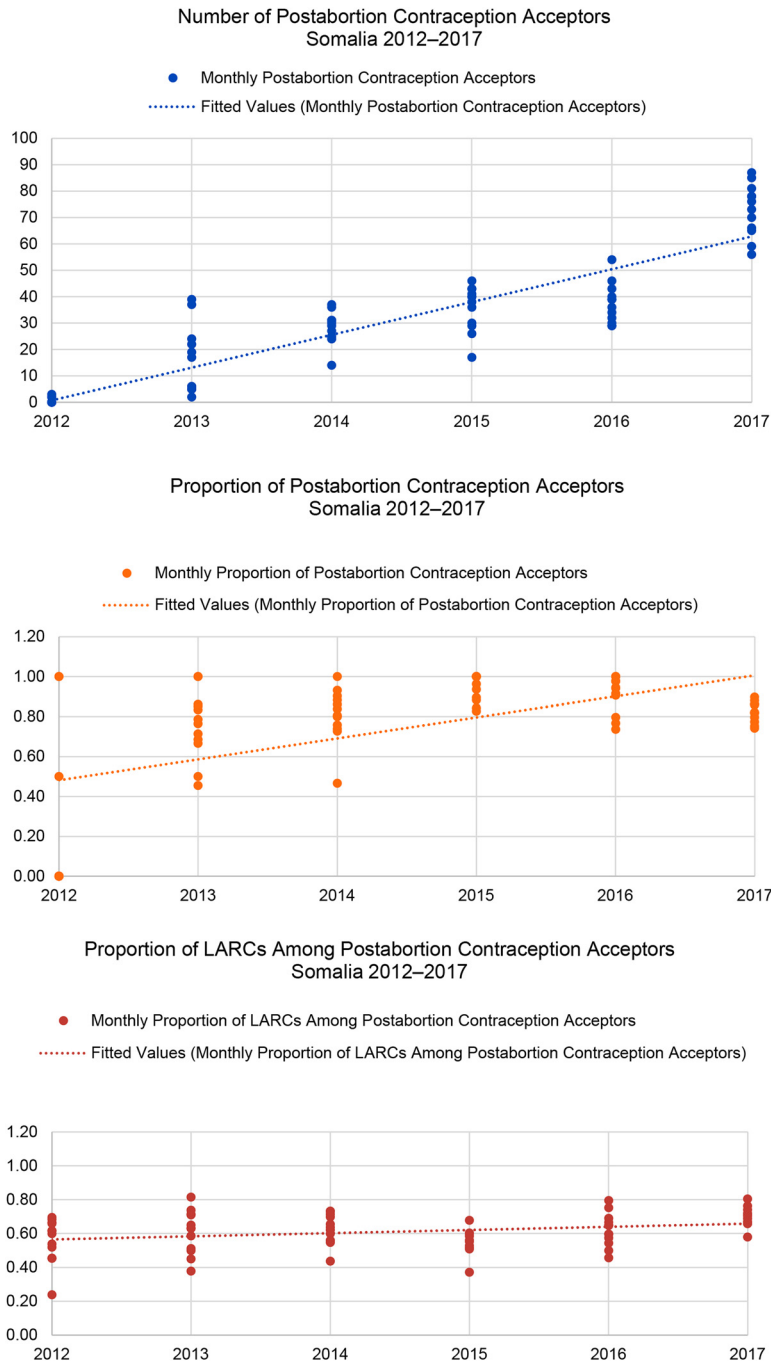 Number of Postabortion Contraception Acceptors
Somalia 2012–2017
Monthly Postabortion Contraception Acceptors
Fitted Values (Monthly Postabortion Contraception Acceptors)
100
90
80
70
60
50
40
30
20
10
0
2012 2013 2014 2015 2016 2017
Proportion of Postabortion Contraception Acceptors
Somalia 2012–2017
Monthly Proportion of Postabortion Contraception Acceptors
Fitted Values (Monthly Proportion of Postabortion Contraception Acceptors)
1.20
1.00
0.80
0.60
0.40
0.20
0.00
2012 2013 2014 2015 2016 2017
Proportion of LARCs Among Postabortion Contraception Acceptors
Somalia 2012–2017
Monthly Proportion of LARCs Among Postabortion Contraception Acceptors
Fitted Values (Monthly Proportion of LARCs Among Postabortion Contraception Acceptors)
1.20
1.00
0.80
0.60
0.40
0.20
0.00
2012 2013 2014 2015 2016 2017